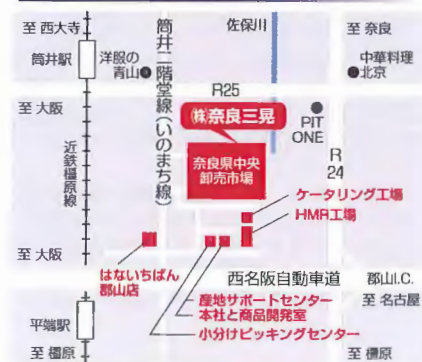 至 西大寺
筒井駅
洋服の
青山
筒井二階堂線(いのまち線)
佐保川
至 奈良
中華料理
北京
R25
至 大阪
㈱奈良三晃
PIT
ONE
近鉄橿原線
奈良県中央
卸売市場
R
24
ケータリング工場
HMR工場
至 大阪
はないちばん
郡山店
西名阪自動車道
郡山I.C.
産地サポートセンター
至 名古屋
本社と商品開発室
平端駅
小分けピッキングセンター
至 橿原
至 橿原